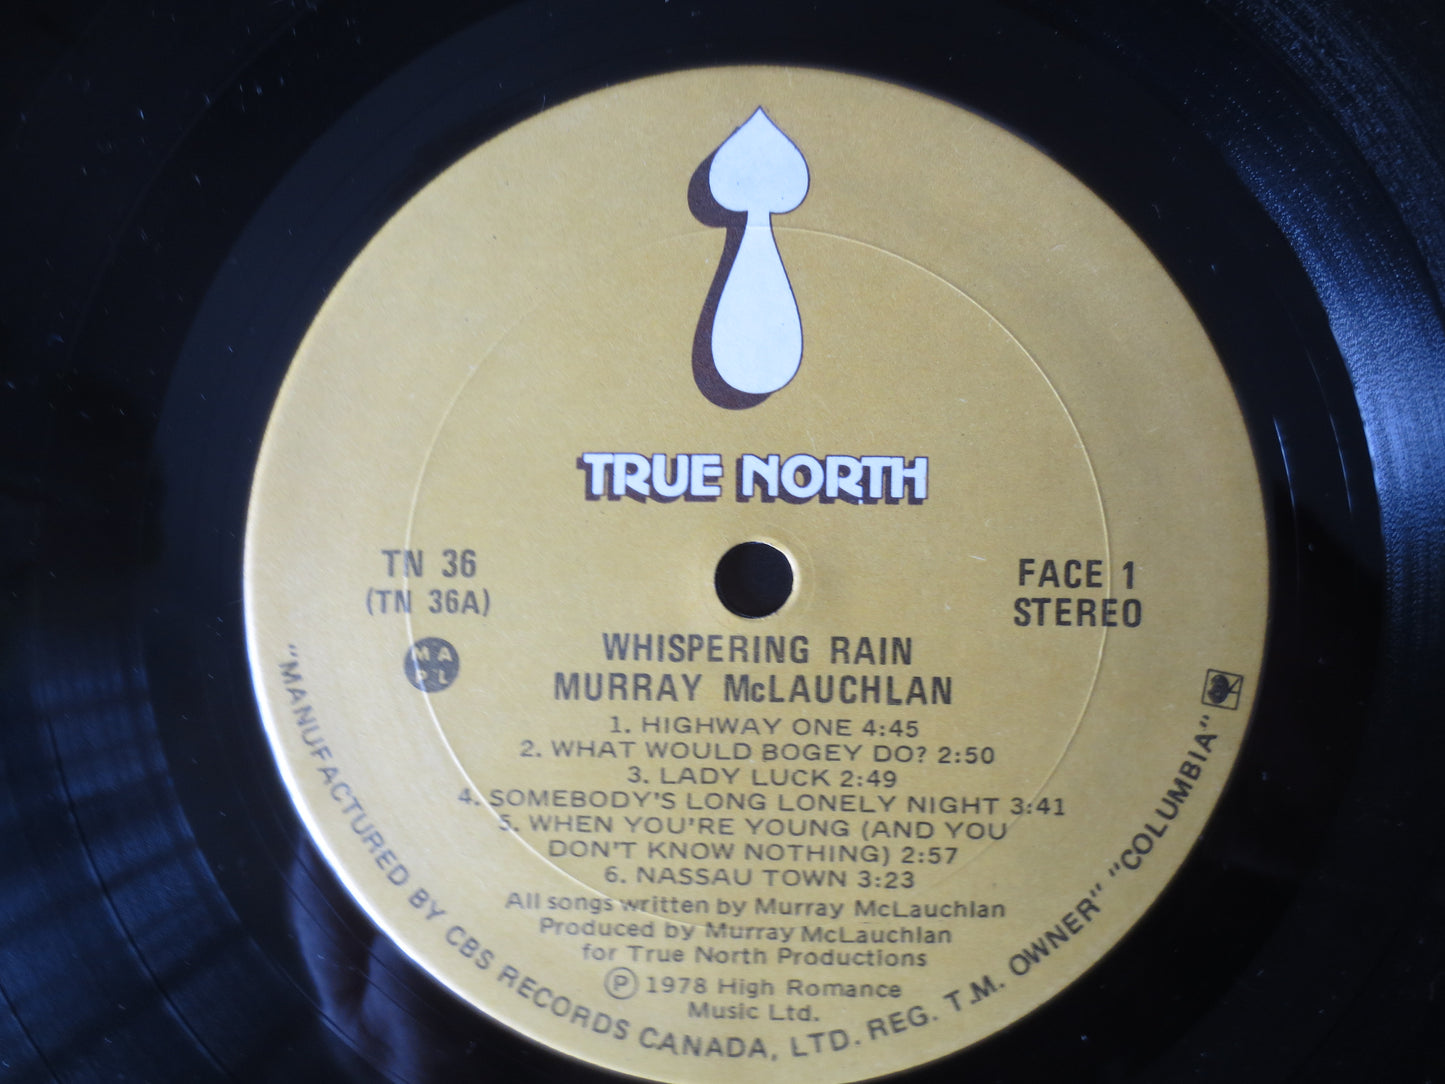 TRUE NORTH
TN 36
(TN 36A)
FACE 1
STEREO
MA
PL
WHISPERING RAIN
MURRAY McLAUCHLAN
1. HIGHWAY ONE 4:45
2. WHAT WOULD BOGEY DO? 2:50
3. LADY LUCK 2:49
4. SOMEBODY'S LONG LONELY NIGHT 3:41
5. WHEN YOU'RE YOUNG (AND YOU
DON'T KNOW NOTHING) 2:57
6. NASSAU TOWN 3:23
All songs written by Murray McLauchlan
Produced by Murray McLauchlan
for True North Productions
Ⓟ 1978 High Romance
Music Ltd.
"MANUFACTURED BY CBS RECORDS CANADA, LTD. REG. T.M. OWNER" "COLUMBIA"